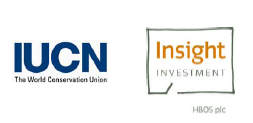 IUCN
The World Conservation Union
Insight
INVESTMENT
HBOS plc